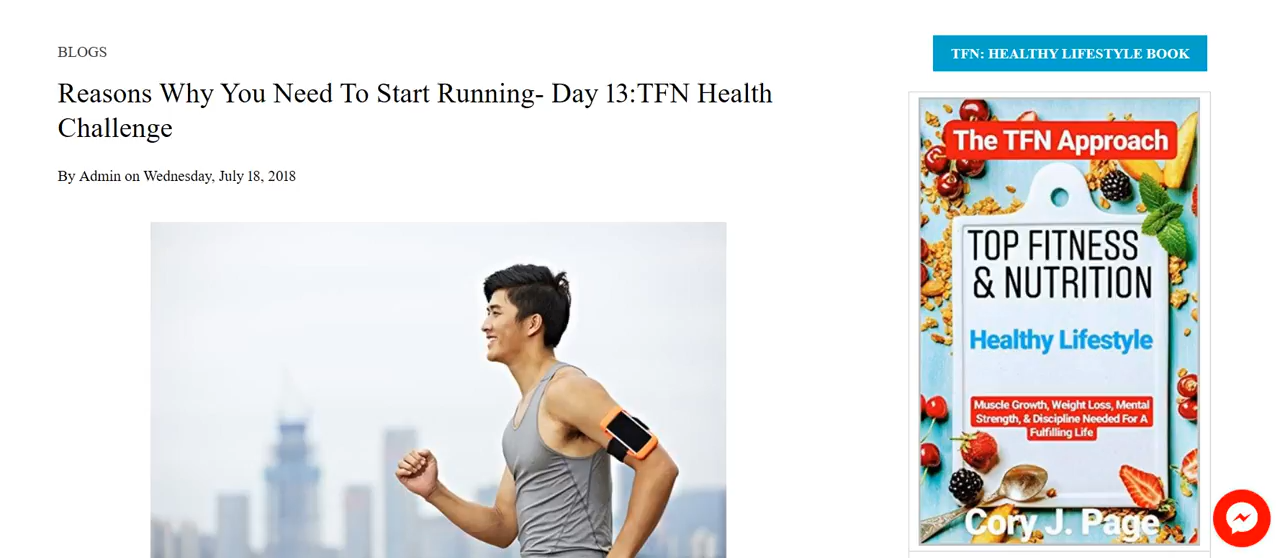 BLOGS
Reasons Why You Need To Start Running- Day 13:TFN Health
Challenge
By Admin on Wednesday, July 18, 2018
TFN: HEALTHY LIFESTYLE BOOK
The TFN Approach
TOP FITNESS
& NUTRITION
Healthy Lifestyle
Muscle Growth, Weight Loss, Mental
Strength, & Discipline Needed For A
Fulfilling Life
Cory J. Page